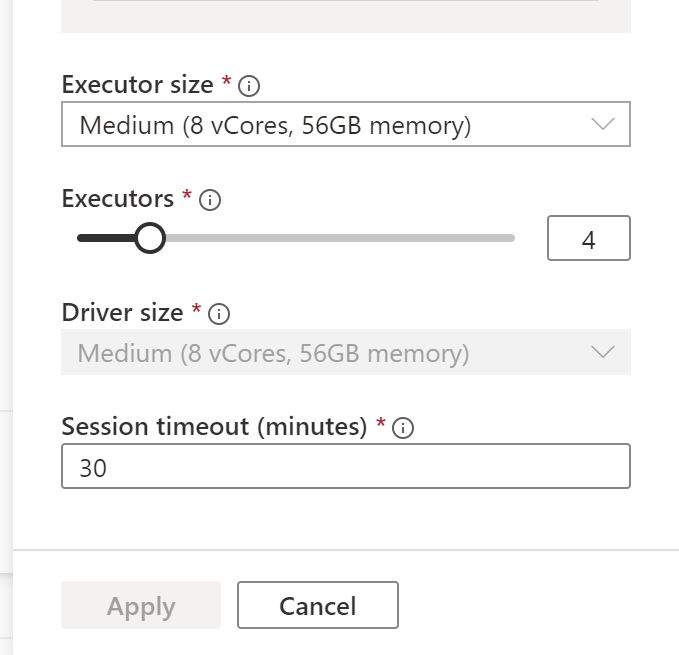 Executor size *
Medium (8 vCores, 56GB memory)
Executors *
4
Driver size *
Medium (8 vCores, 56GB memory)
Session timeout (minutes) *
30
Apply
Cancel